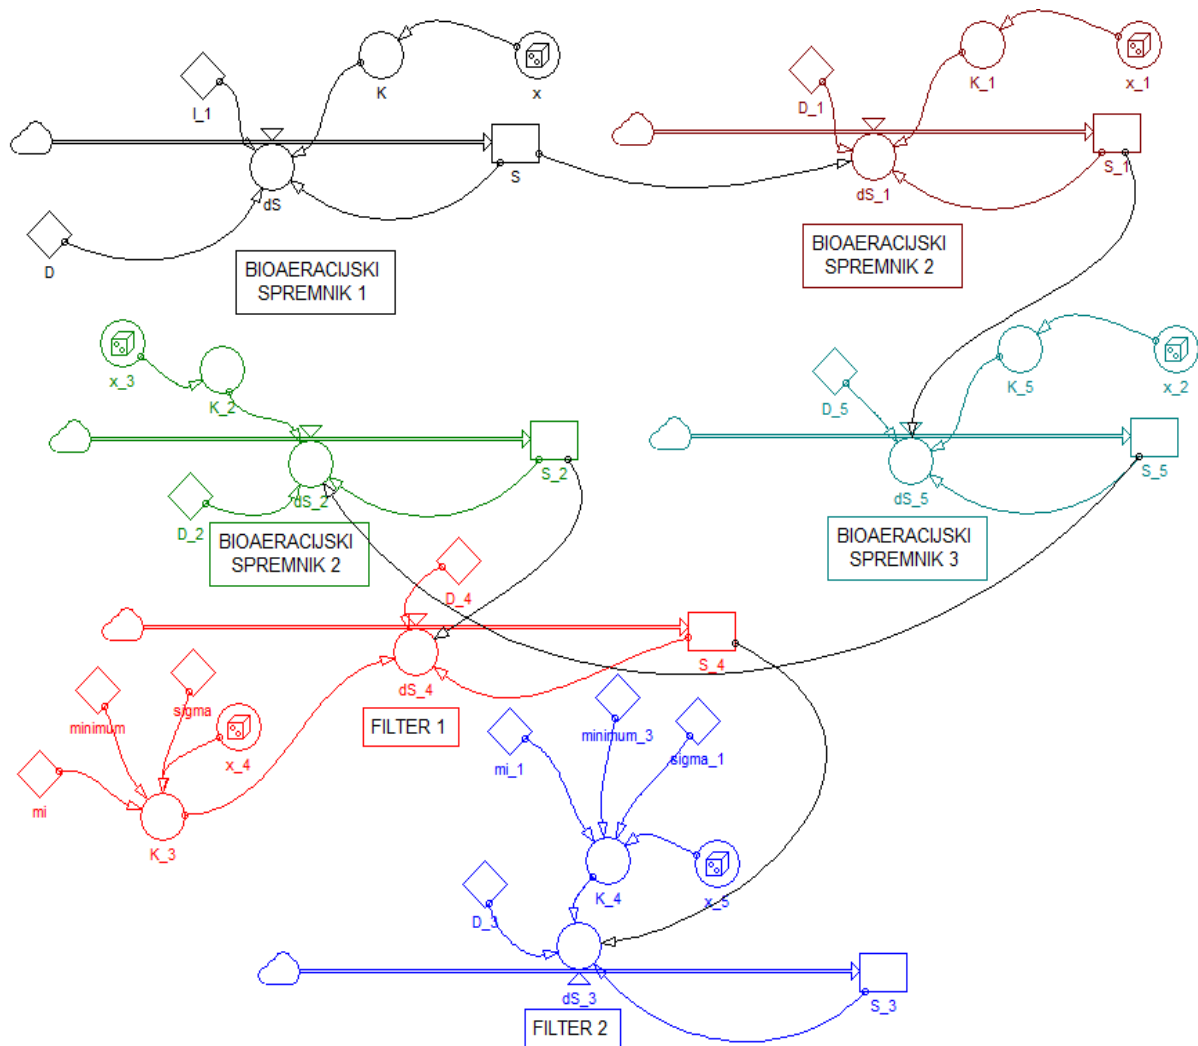 I_1
K
x
S
dS
D
BIOAERACIJSKI
SPREMNIK 1
D_1
K_1
x_1
S_1
dS_1
BIOAERACIJSKI
SPREMNIK 2
x_3
K_2
S_2
dS_2
D_2
BIOAERACIJSKI
SPREMNIK 2
D_5
K_5
x_2
S_5
dS_5
BIOAERACIJSKI
SPREMNIK 3
D_4
S_4
dS_4
FILTER 1
minimum
sigma
x_4
mi
K_3
mi_1
minimum_3
sigma_1
K_4
x_5
D_3
dS_3
S_3
FILTER 2